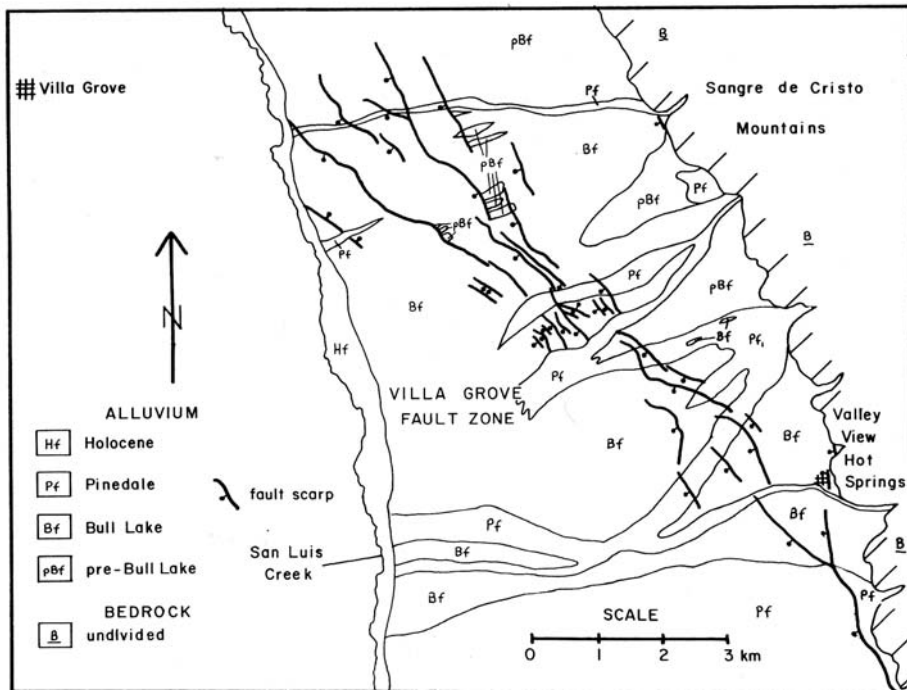 pBf
B
Villa Grove
Pf
Sangre de Cristo
Mountains
Bf
pBf
pBf
Pf
pBf
Pf
B
Pf
N
Bf
pBf
Hf
Bf
Pf,
Pf
VILLA GROVE
FAULT ZONE
ALLUVIUM
Hf Holocene
Pf Pinedale
Bf Bull Lake
pBf pre-Bull Lake
fault scarp
Bf
Bf
Valley
View
Hot
Springs
Bf
Pf
San Luis
Creek
Bf
B
Bf
Pf
Pf
BEDROCK
B undivided
SCALE
0 1 2 3 km